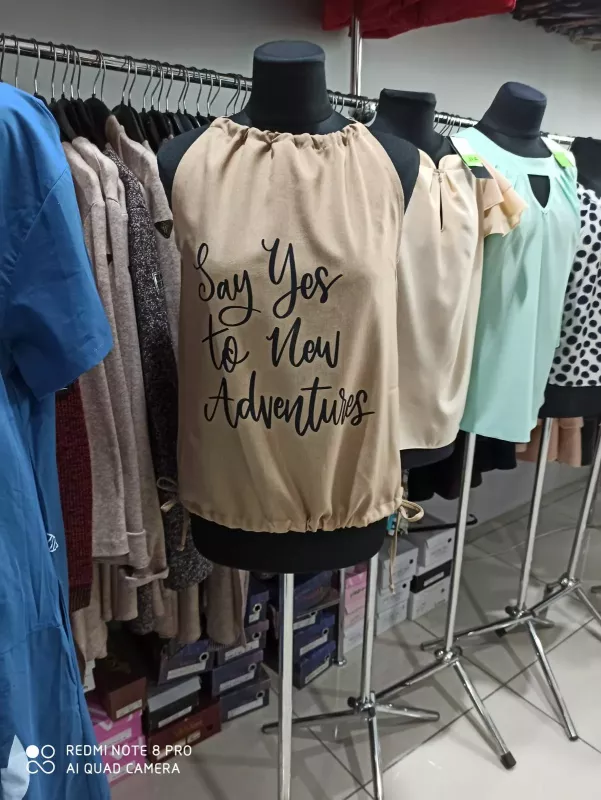 Say Yes
to New
Adventures
REDMI NOTE 8 PRO
AI QUAD CAMERA